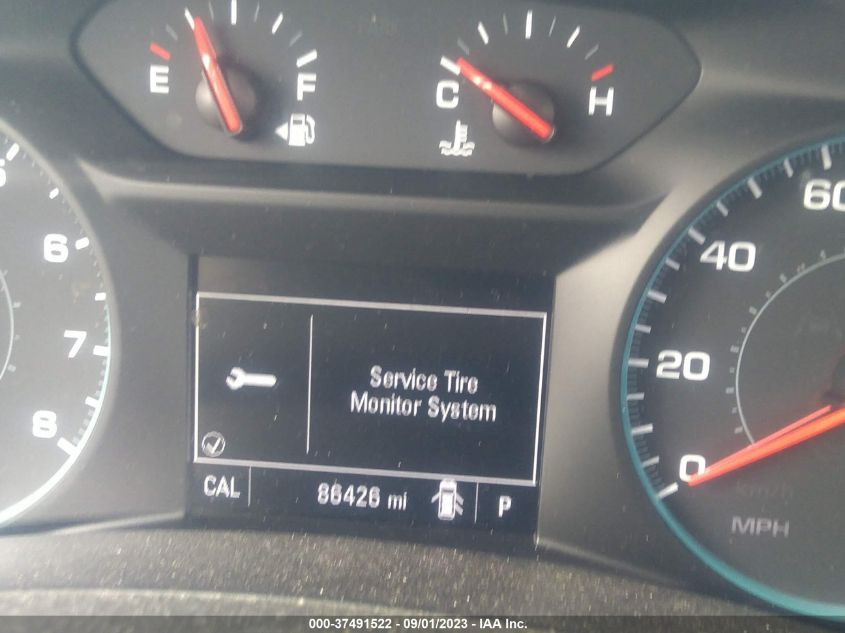 E
F
C
H
6
7
8
60
40
20
0
MPH
km/h
Service Tire
Monitor System
CAL
86426 mi
P
000-37491522 - 09/01/2023 - IAA Inc.